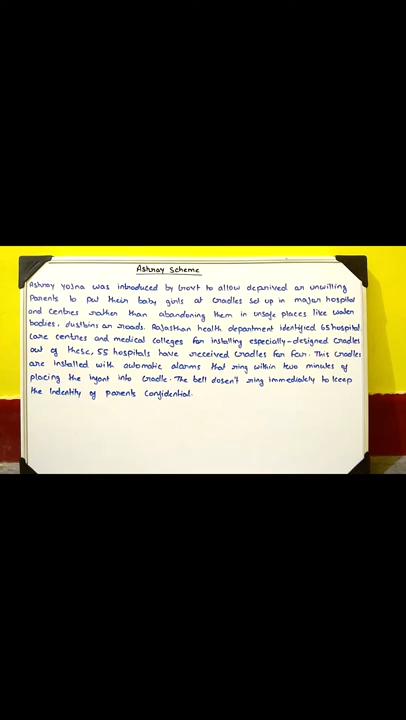 Ashray Scheme
Ashray Yojna was introduced by Govt to allow deprived or unwilling
Parents to put their baby girls at Cradles set up in major hospital
and Centres rather than abandoning them in unsafe places like water
bodies, dustbins or roads. Rajasthan health department identified 65 hospital
Care centres and medical colleges for installing especially-designed Cradles
out of these, 55 hospitals have received Cradles for far. This Cradles
are installed with automatic alarms that ring within two minutes of
placing the infant into Cradle. The bell dosen't ring immediately to keep
the Indentity of parents Confidential.